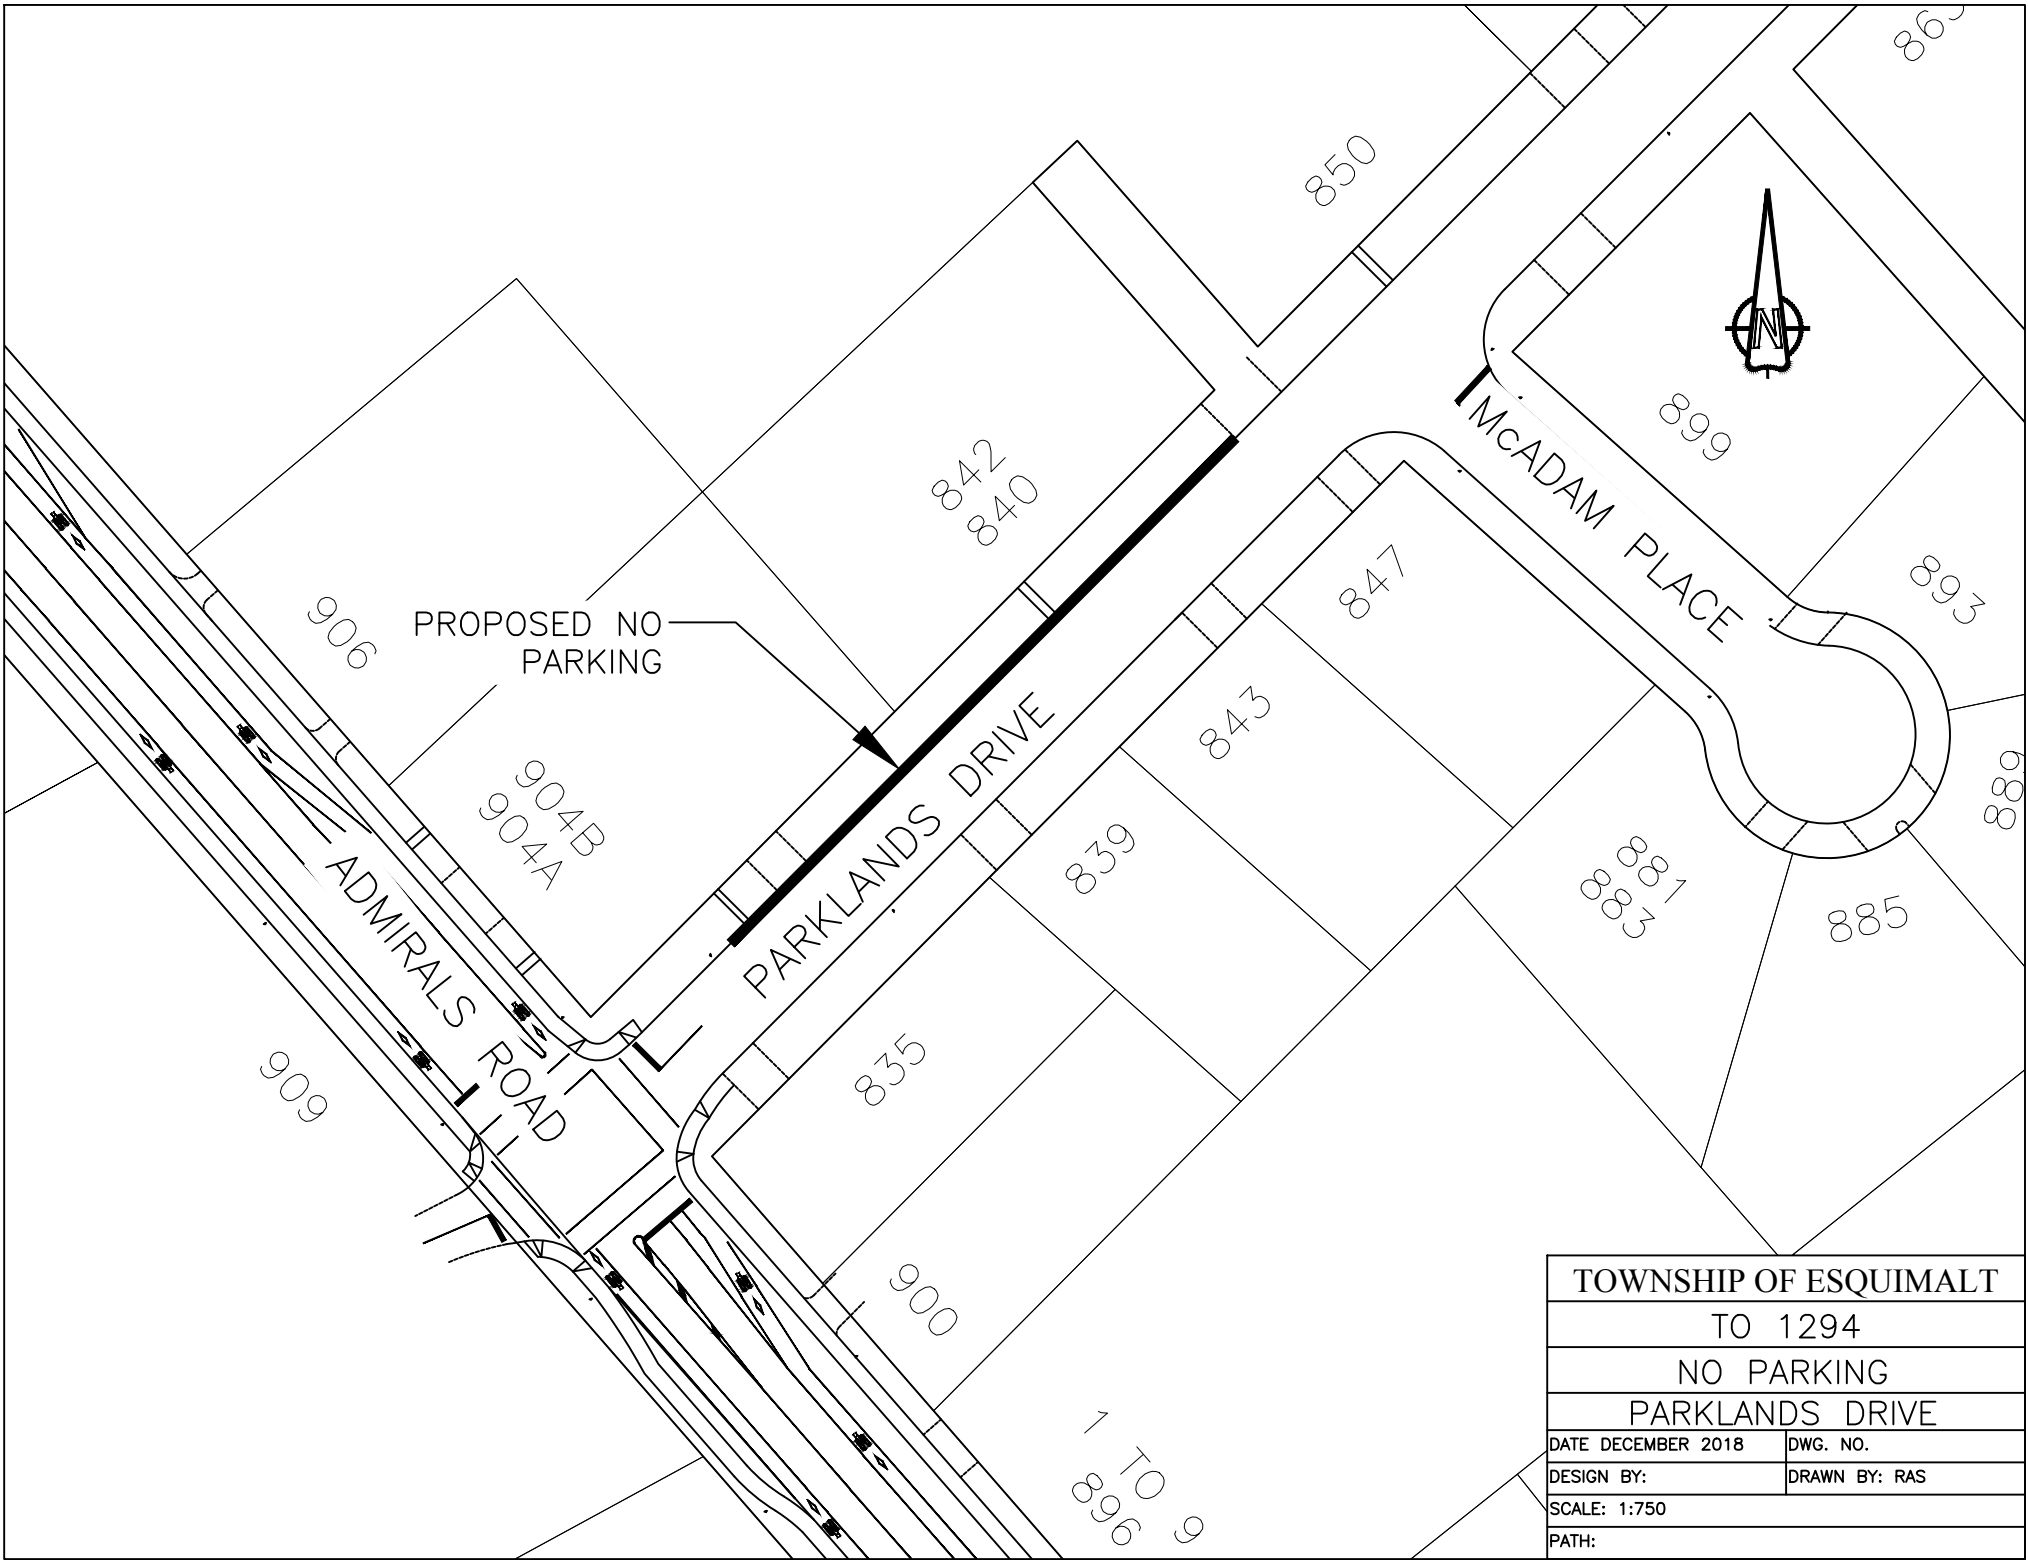 865
850
N
899
842
840
McADAM PLACE
847
893
906
PROPOSED NO
PARKING
843
PARKLANDS DRIVE
889
904B
904A
839
881
883
885
ADMIRALS ROAD
835
909
900
1 TO 9
896
TOWNSHIP OF ESQUIMALT
TO 1294
NO PARKING
PARKLANDS DRIVE
DATE DECEMBER 2018
DWG. NO.
DESIGN BY:
DRAWN BY: RAS
SCALE: 1:750
PATH: